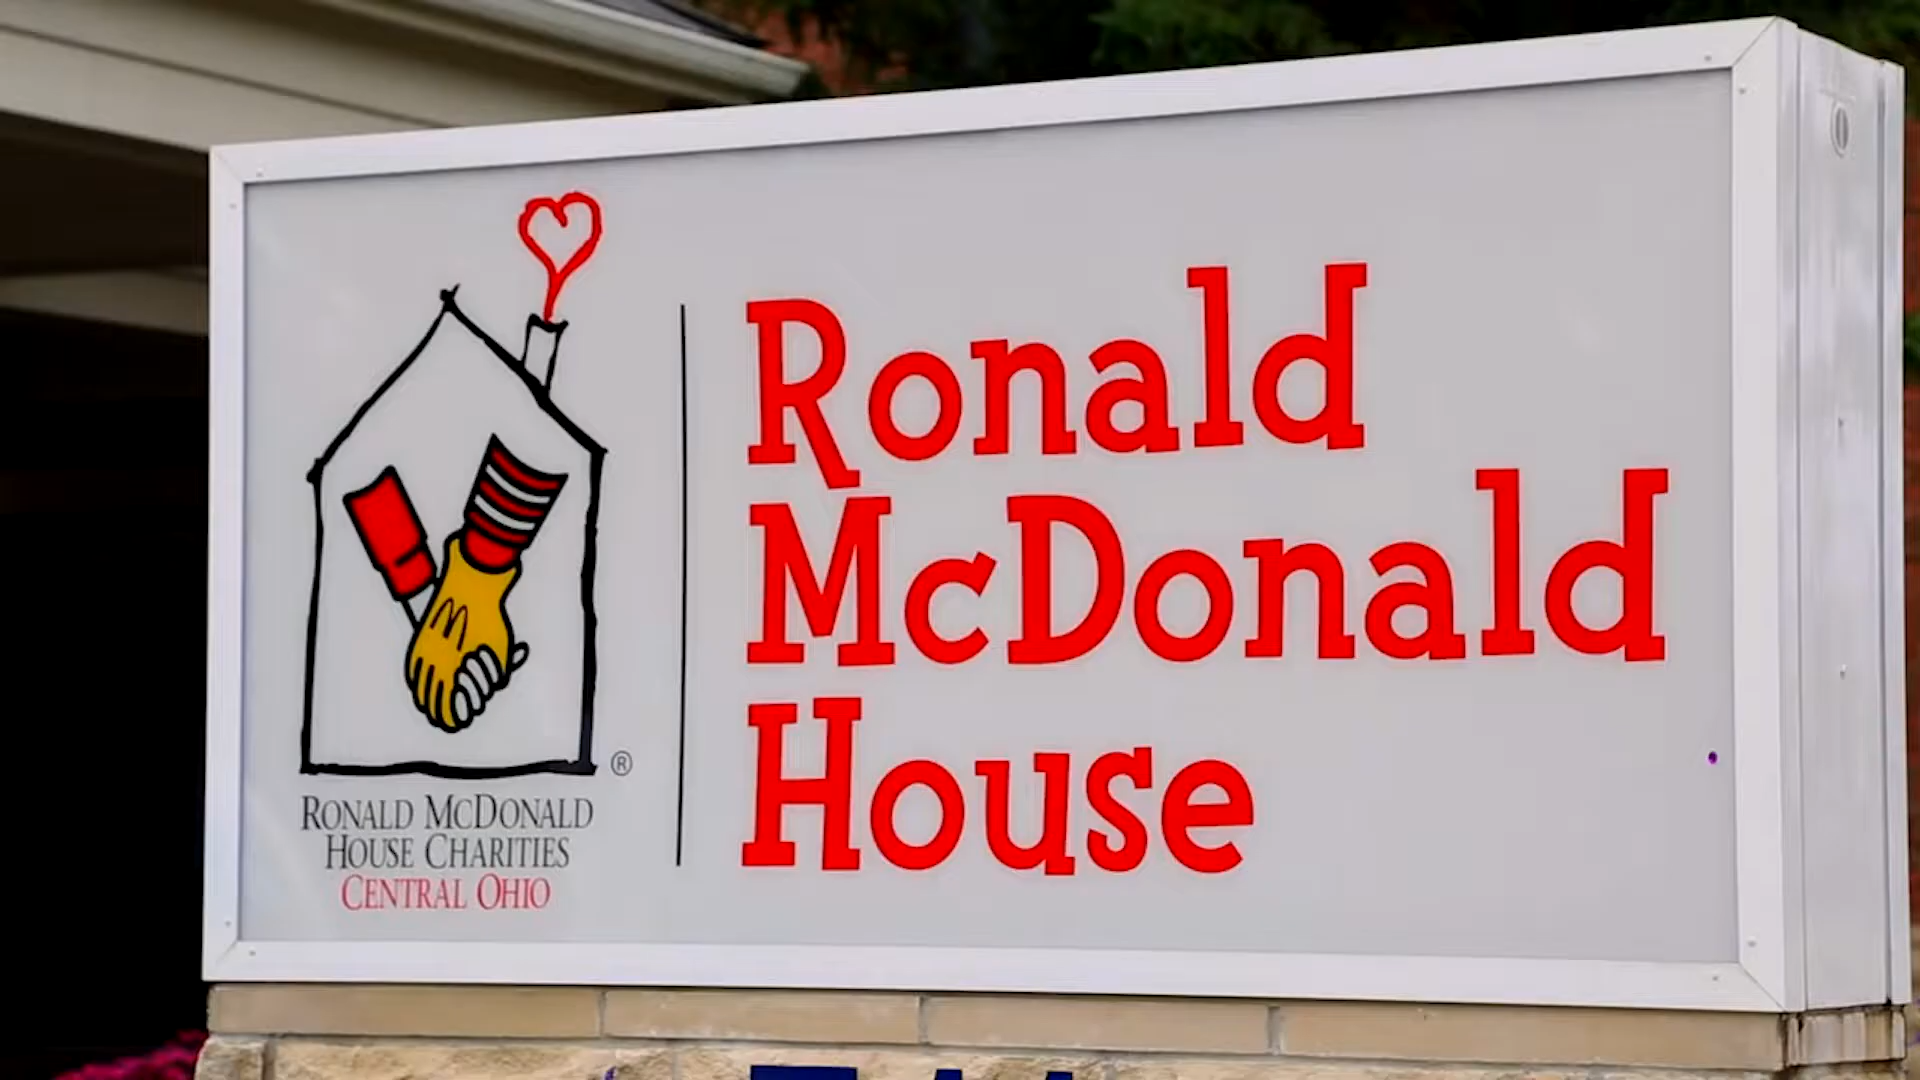 Ronald
McDonald
House
RONALD MCDONALD
HOUSE CHARITIES
CENTRAL OHIO
®